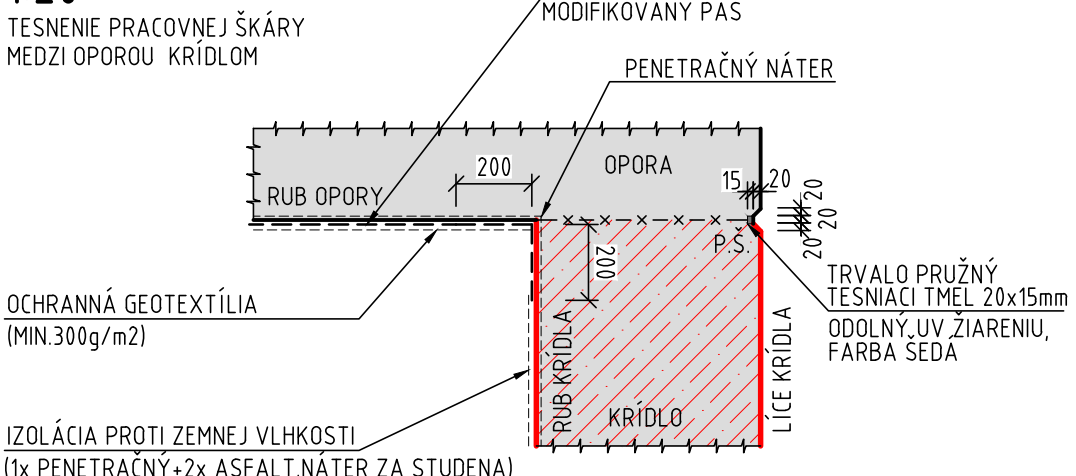 TESNENIE PRACOVNEJ ŠKÁRY
MEDZI OPOROU KRÍDLOM
MODIFIKOVANÝ PÁS
PENETRAČNÝ NÁTER
200
OPORA
15
20
20
20
20
RUB OPORY
P.Š.
200
OCHRANNÁ GEOTEXTÍLIA
(MIN.300g/m2)
TRVALO PRUŽNÝ
TESNIACI TMEL 20x15mm
ODOLNÝ UV ŽIARENIU,
FARBA ŠEDÁ
RUB KRÍDLA
KRÍDLO
LÍCE KRÍDLA
IZOLÁCIA PROTI ZEMNEJ VLHKOSTI
(1x PENETRAČNÝ+2x ASFALT.NÁTER ZA STUDENA)